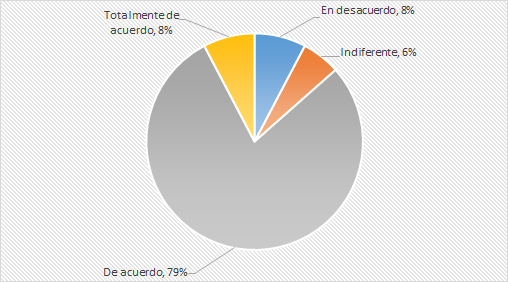 Totalmente de
acuerdo, 8%
En desacuerdo, 8%
Indiferente, 6%
De acuerdo, 79%